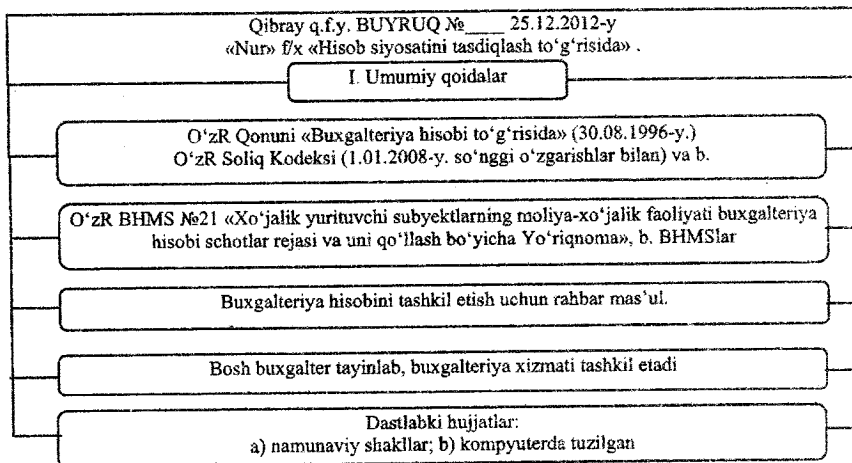 Qibray q.f.y. BUYRUQ №____ 25.12.2012-y
«Nur» f/x «Hisob siyosatini tasdiqlash to‘g‘risida» .
I. Umumiy qoidalar
O‘zR Qonuni «Buxgalteriya hisobi to‘g‘risida» (30.08.1996-y.)
O‘zR Soliq Kodeksi (1.01.2008-y. so‘nggi o‘zgarishlar bilan) va b.
O‘zR BHMS №21 «Xo‘jalik yurituvchi subyektlarning moliya-xo‘jalik faoliyati buxgalteriya
hisobi schotlar rejasi va uni qo‘llash bo‘yicha Yo‘riqnoma», b. BHMSlar
Buxgalteriya hisobini tashkil etish uchun rahbar mas’ul.
Bosh buxgalter tayinlab, buxgalteriya xizmati tashkil etadi
Dastlabki hujjatlar:
a) namunaviy shakllar; b) kompyuterda tuzilgan